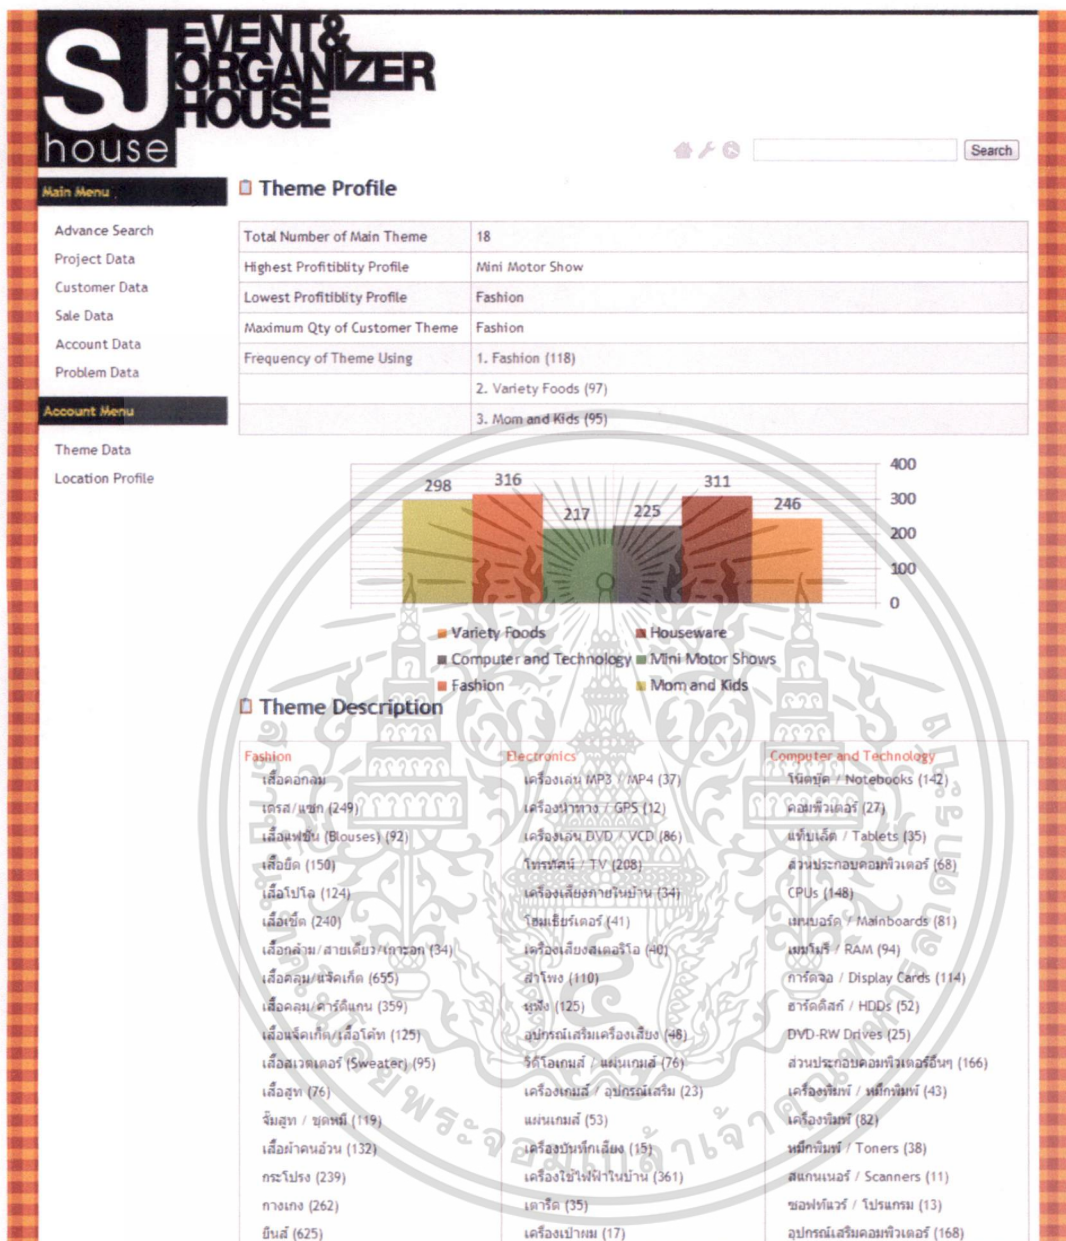 SJ house
EVENT&
ORGANIZER
HOUSE
Search
Main Menu
Advance Search
Project Data
Customer Data
Sale Data
Account Data
Problem Data
Account Menu
Theme Data
Location Profile
Theme Profile
Total Number of Main Theme 18
Highest Profitiblity Profile Mini Motor Show
Lowest Profitiblity Profile Fashion
Maximum Qty of Customer Theme Fashion
Frequency of Theme Using 1. Fashion (118)
2. Variety Foods (97)
3. Mom and Kids (95)
298 316 217 225 311 246
400
300
200
100
0
Variety Foods Houseware
Computer and Technology Mini Motor Shows
Fashion Mom and Kids
Theme Description
Fashion
เสื้อคอกลม
เดรส/แซก (249)
เสื้อแฟชั่น (Blouses) (92)
เสื้อยืด (150)
เสื้อโปโล (124)
เสื้อเชิ้ต (240)
เสื้อกล้าม/สายเดี่ยว/เกาะอก (34)
เสื้อคลุม/แจ็คเก็ต (655)
เสื้อคลุม/คาร์ดิแกน (359)
เสื้อแจ็คเก็ต/เสื้อโค้ท (125)
เสื้อสเวตเตอร์ (Sweater) (95)
เสื้อสูท (76)
จั๊มสูท / ชุดหมี (119)
เสื้อผ้าคนอ้วน (132)
กระโปรง (239)
กางเกง (262)
ยีนส์ (625)
Electronics
เครื่องเล่น MP3 / MP4 (37)
เครื่องนำทาง / GPS (12)
เครื่องเล่น DVD / VCD (86)
โทรทัศน์ / TV (208)
เครื่องเสียงภายในบ้าน (34)
โฮมเธียร์เตอร์ (41)
เครื่องเสียงสเตอริโอ (40)
ลำโพง (110)
หูฟัง (125)
อุปกรณ์เสริมเครื่องเสียง (48)
วิดีโอเกมส์ / แผ่นเกมส์ (76)
เครื่องเกมส์ / อุปกรณ์เสริม (23)
แผ่นเกมส์ (53)
เครื่องบันทึกเสียง (15)
เครื่องใช้ไฟฟ้าในบ้าน (361)
เตารีด (35)
เครื่องเป่าผม (17)
Computer and Technology
โน๊ตบุ๊ค / Notebooks (142)
คอมพิวเตอร์ (27)
แท็บเล็ต / Tablets (35)
ส่วนประกอบคอมพิวเตอร์ (68)
CPUs (148)
เมนบอร์ด / Mainboards (81)
เมมโมรี่ / RAM (94)
การ์ดจอ / Display Cards (114)
ฮาร์ดดิสก์ / HDDs (52)
DVD-RW Drives (25)
ส่วนประกอบคอมพิวเตอร์อื่นๆ (166)
เครื่องพิมพ์ / หมึกพิมพ์ (43)
เครื่องพิมพ์ (82)
หมึกพิมพ์ / Toners (38)
สแกนเนอร์ / Scanners (11)
ซอฟท์แวร์ / โปรแกรม (13)
อุปกรณ์เสริมคอมพิวเตอร์ (168)